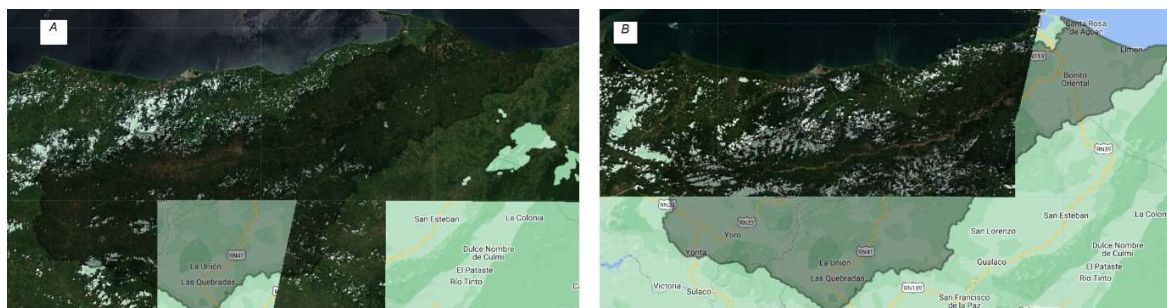 A
RN41
La Unión
Las Quebradas
San Esteban
La Colonia
Dulce Nombre
de Culmi
El Pataste
Río Tinto
B
Santa Rosa
de Aguan
Limon
Bonito
Oriental
RN39
Yoro
RN41
Yorita
La Unión
Las Quebradas
Victoria
Sulaco
San Esteban
La Colon
San Lorenzo
Gualaco
Dulce Nombre
de Culmi
El Pataste
Río Tinto
San Francisco
de la Paz